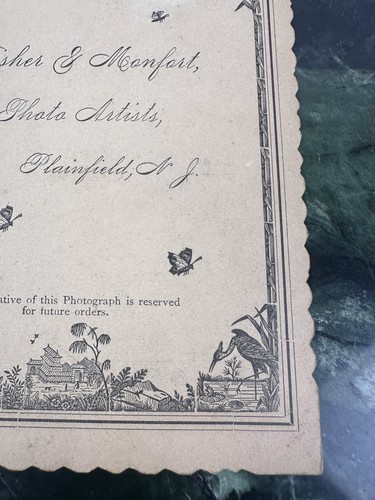 sher & Monfort,
Photo Artists,
Plainfield, N J.
ative of this Photograph is reserved
for future orders.